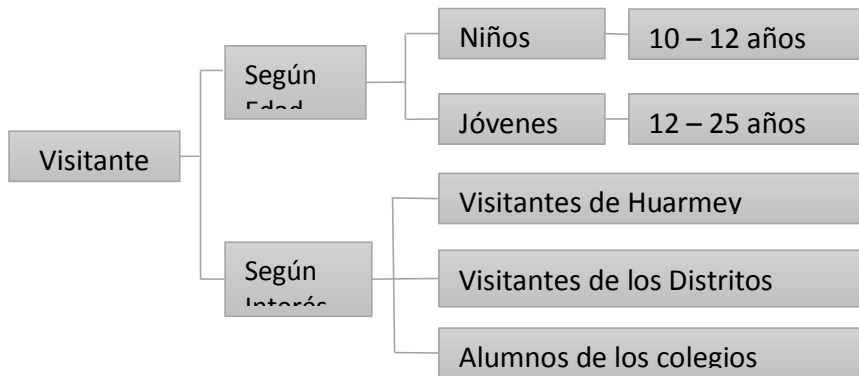 Niños
10 – 12 años
Según
Edad
Jóvenes
12 – 25 años
Visitante
Visitantes de Huarmey
Según
Interés
Visitantes de los Distritos
Alumnos de los colegios